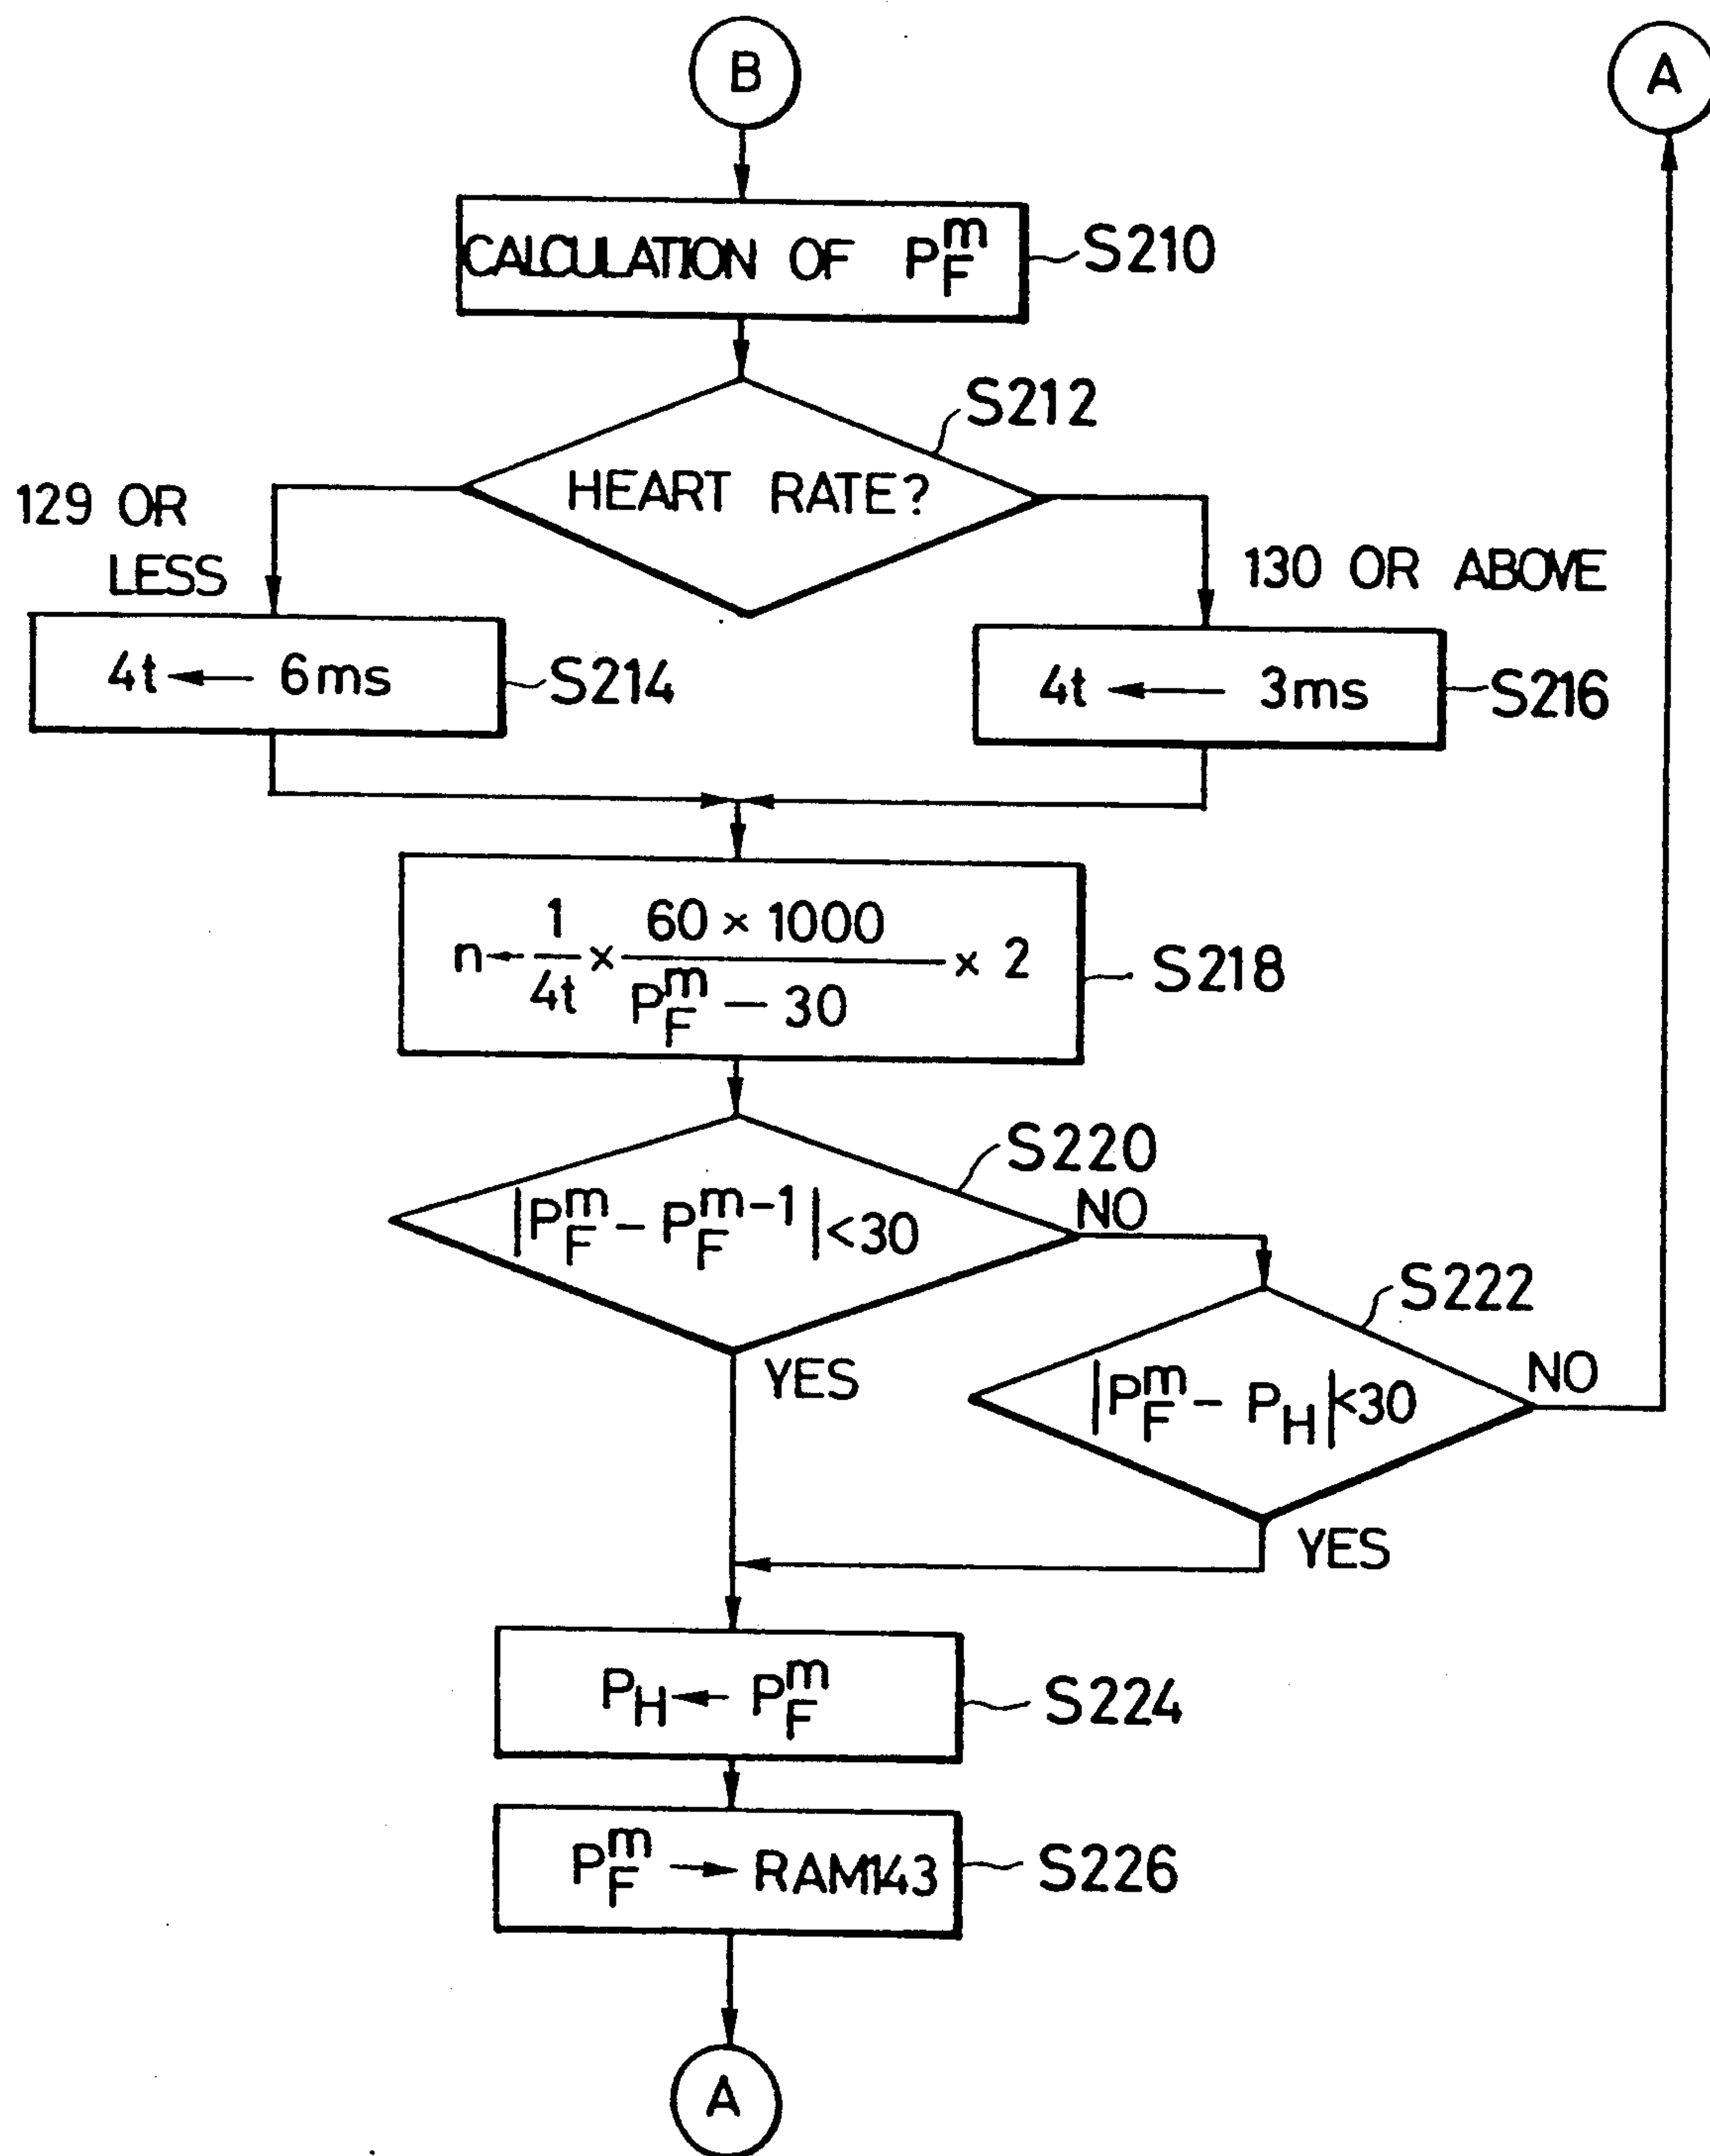 B
A
CALCULATION OF P_F^m
S210
S212
HEART RATE?
129 OR
LESS
130 OR ABOVE
4t ← 6ms
S214
4t ← 3ms
S216
n ← 1/4t × (60 × 1000)/(P_F^m − 30) × 2
S218
S220
|P_F^m − P_F^{m−1}| <30
NO
YES
S222
|P_F^m − P_H| <30
NO
YES
P_H ← P_F^m
S224
P_F^m → RAM143
S226
A